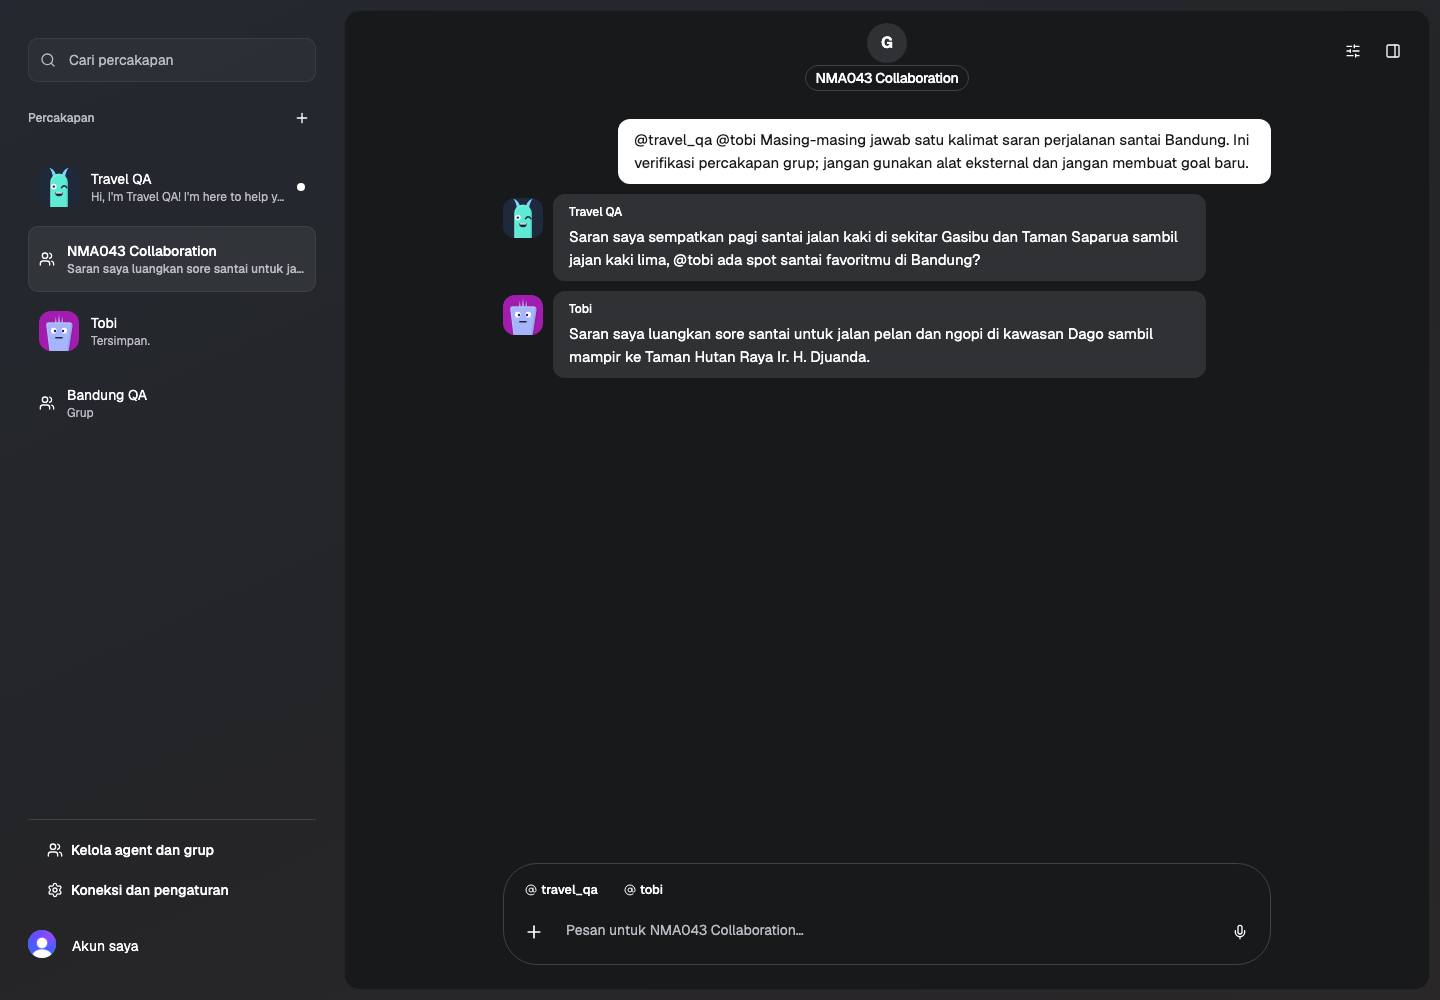 Cari percakapan
Percakapan
Travel QA
Hi, I'm Travel QA! I'm here to help y...
NMA043 Collaboration
Saran saya luangkan sore santai untuk ja...
Tobi
Tersimpan.
Bandung QA
Grup
Kelola agent dan grup
Koneksi dan pengaturan
Akun saya
G
NMA043 Collaboration
@travel_qa @tobi Masing-masing jawab satu kalimat saran perjalanan santai Bandung. Ini
verifikasi percakapan grup; jangan gunakan alat eksternal dan jangan membuat goal baru.
Travel QA
Saran saya sempatkan pagi santai jalan kaki di sekitar Gasibu dan Taman Saparua sambil
jajan kaki lima, @tobi ada spot santai favoritmu di Bandung?
Tobi
Saran saya luangkan sore santai untuk jalan pelan dan ngopi di kawasan Dago sambil
mampir ke Taman Hutan Raya Ir. H. Djuanda.
@ travel_qa @ tobi
Pesan untuk NMA043 Collaboration...